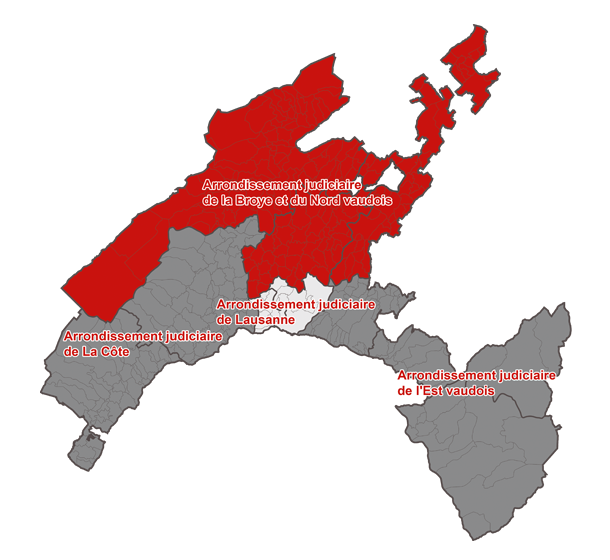 Arrondissement judiciaire
de la Broye et du Nord vaudois
Arrondissement judiciaire
de Lausanne
Arrondissement judiciaire
de La Côte
Arrondissement judiciaire
de l'Est vaudois